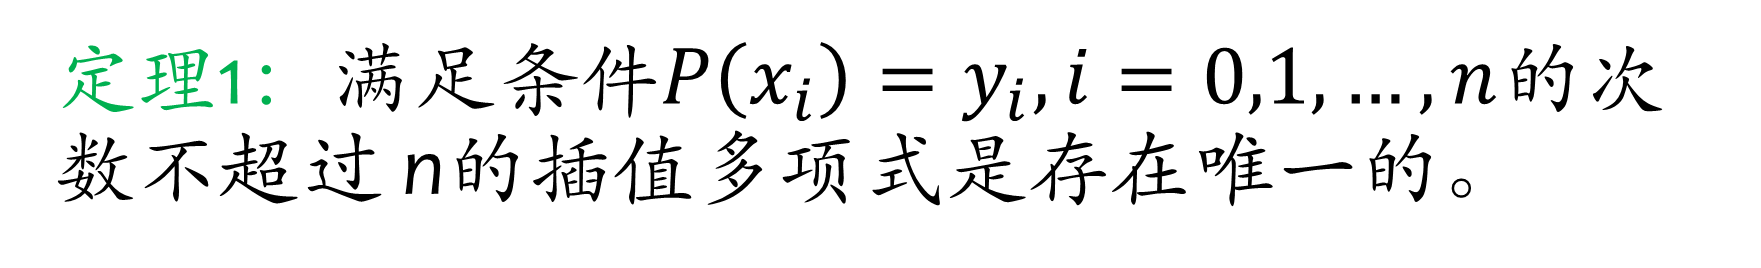 定理1： 满足条件P(xᵢ) = yᵢ, i = 0,1, … , n的次
数不超过 n的插值多项式是存在唯一的。